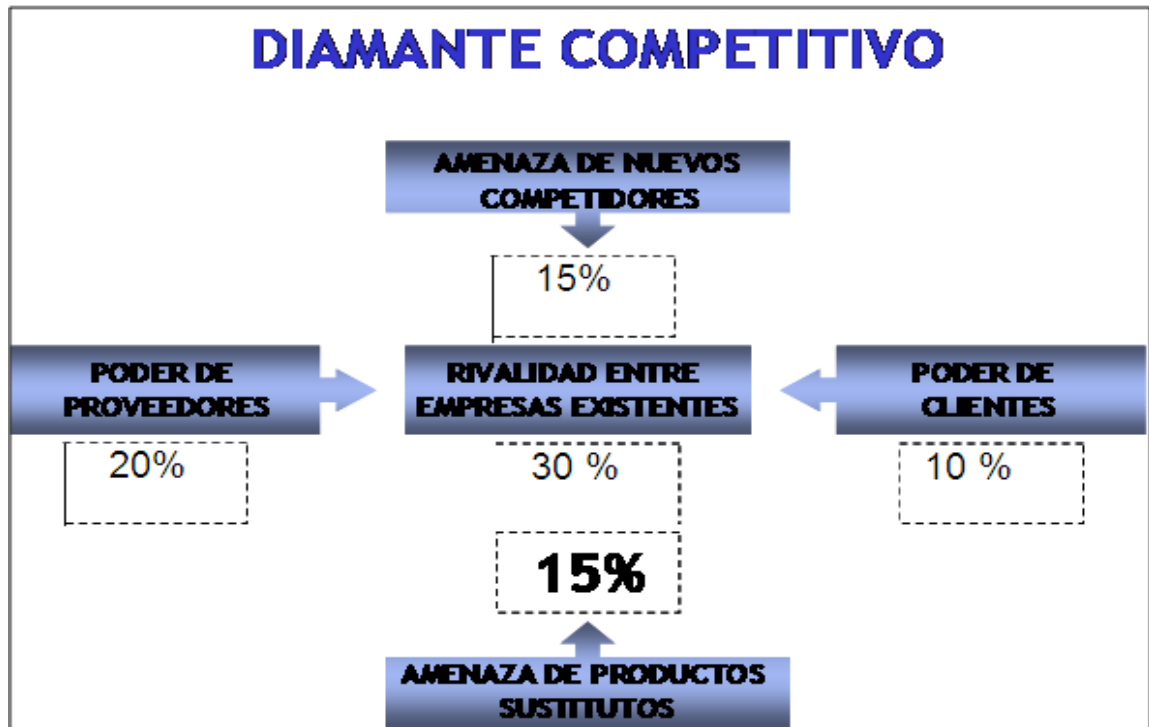 DIAMANTE COMPETITIVO
AMENAZA DE NUEVOS
COMPETIDORES
15%
PODER DE
PROVEEDORES
20%
RIVALIDAD ENTRE
EMPRESAS EXISTENTES
30 %
PODER DE
CLIENTES
10 %
15%
AMENAZA DE PRODUCTOS
SUSTITUTOS